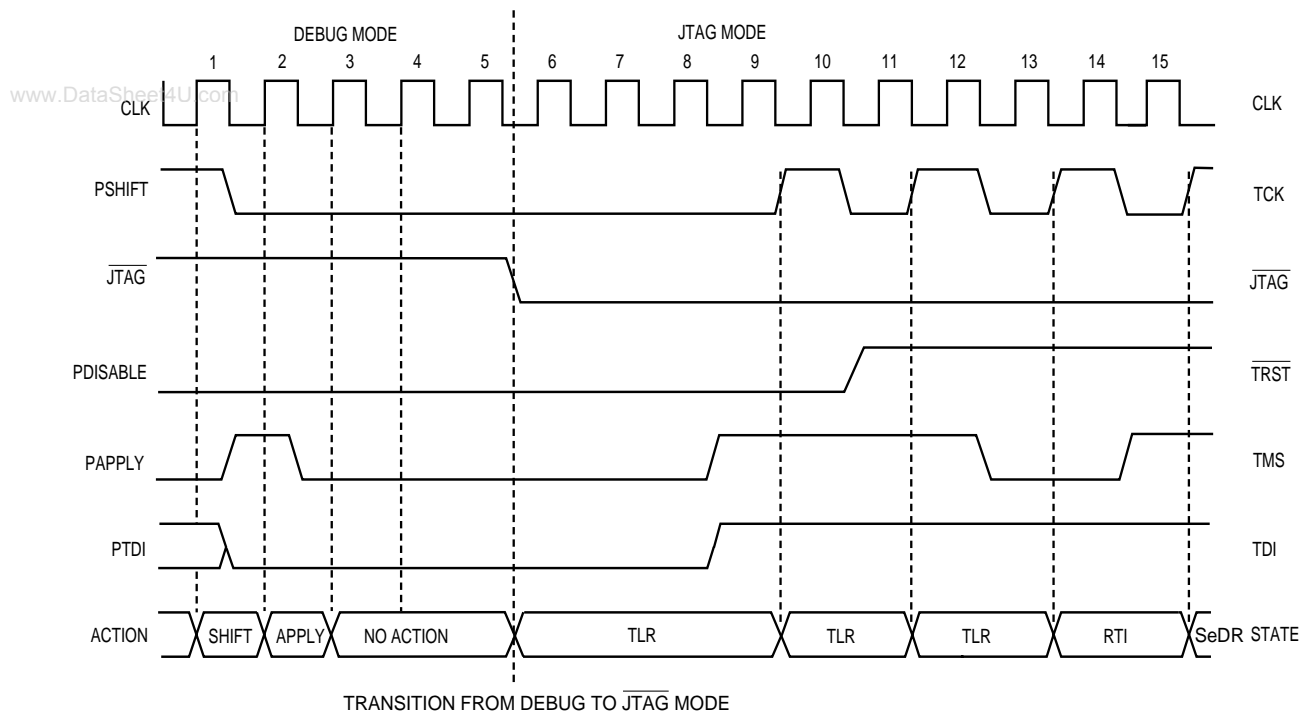 DEBUG MODE JTAG MODE
1 2 3 4 5 6 7 8 9 10 11 12 13 14 15
www.DataSheet4U.com
CLK CLK
PSHIFT TCK
JTAG JTAG
PDISABLE TRST
PAPPLY TMS
PTDI TDI
ACTION SHIFT APPLY NO ACTION TLR TLR TLR RTI SeDR STATE
TRANSITION FROM DEBUG TO JTAG MODE